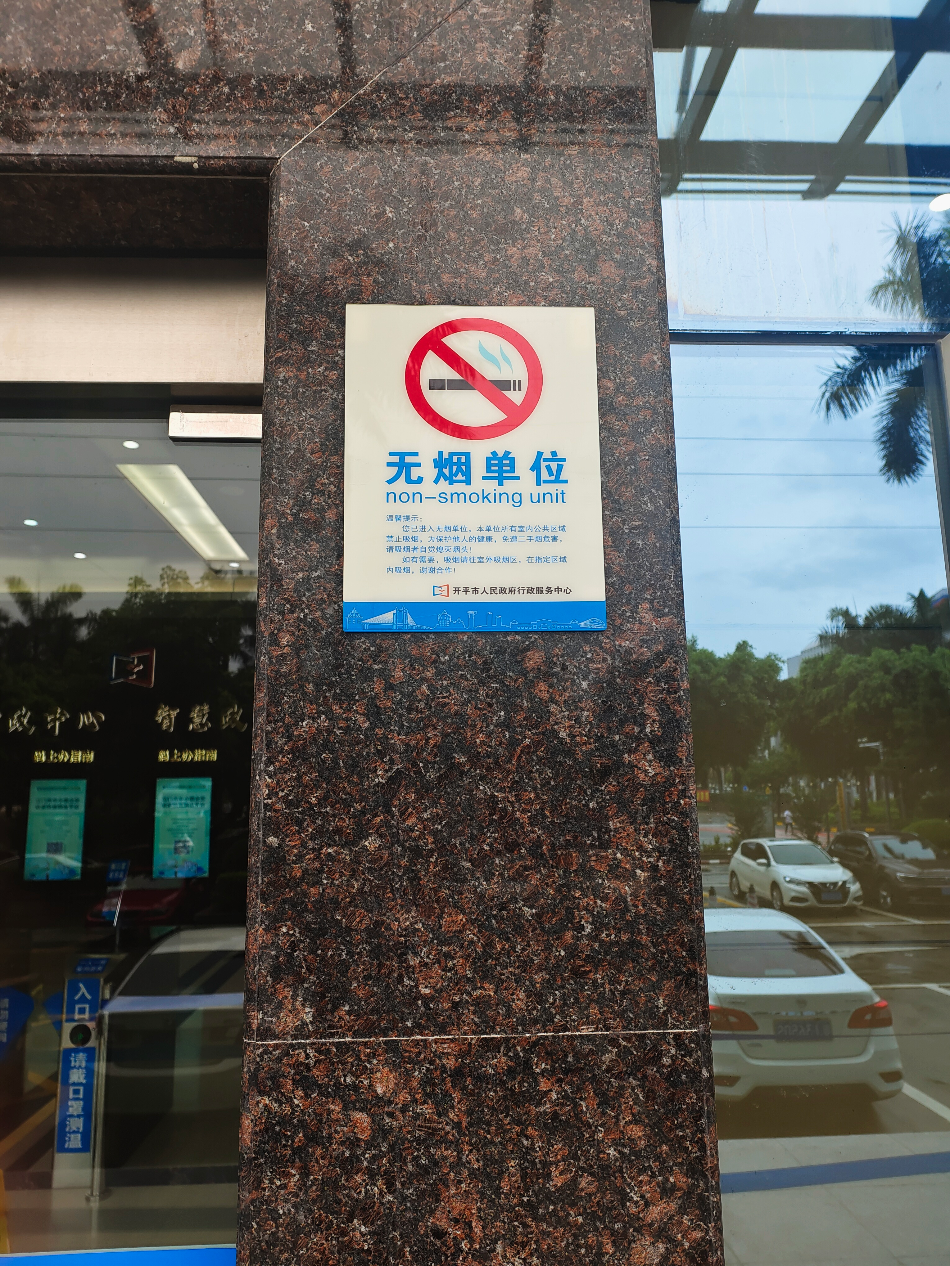 无烟单位
non-smoking unit
温馨提示:
您已进入无烟单位。本单位所有室内公共区域
禁止吸烟。为保护他人的健康，免遭二手烟危害。
请吸烟者自觉熄灭烟头！
如有需要，吸烟请往室外吸烟区、在指定区域
内吸烟，谢谢合作！
开平市人民政府行政服务中心
政中心
智慧政
码上办指南
码上办指南
入口
请戴口罩测温